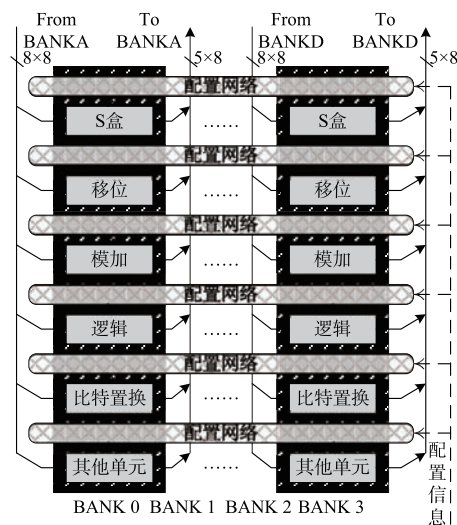 From To From To
BANKA BANKA BANKD BANKD
8×8 5×8 8×8 5×8
配置网络
S盒 …… S盒
配置网络
移位 …… 移位
配置网络
模加 …… 模加
配置网络
逻辑 …… 逻辑
配置网络
比特置换 …… 比特置换
配置网络
其他单元 …… 其他单元
配置信息
BANK 0 BANK 1 BANK 2 BANK 3